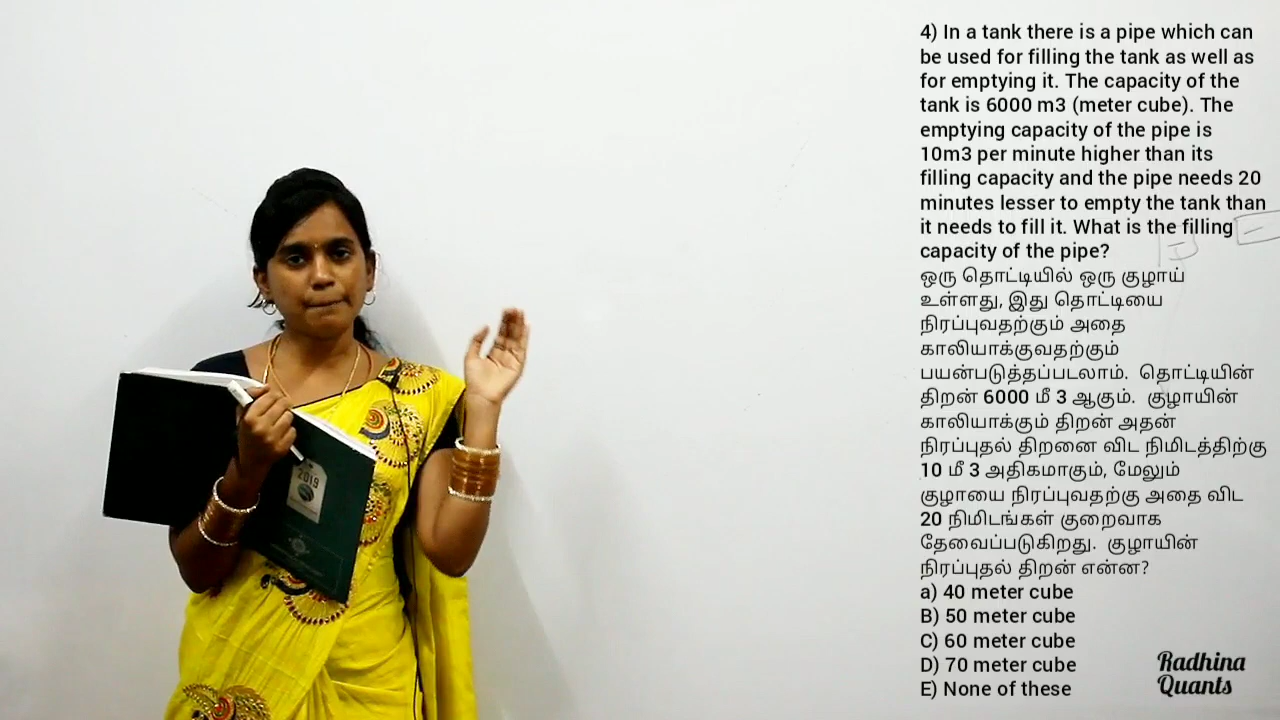 4) In a tank there is a pipe which can
be used for filling the tank as well as
for emptying it. The capacity of the
tank is 6000 m3 (meter cube). The
emptying capacity of the pipe is
10m3 per minute higher than its
filling capacity and the pipe needs 20
minutes lesser to empty the tank than
it needs to fill it. What is the filling
capacity of the pipe?
ஒரு தொட்டியில் ஒரு குழாய்
உள்ளது, இது தொட்டியை
நிரப்புவதற்கும் அதை
காலியாக்குவதற்கும்
பயன்படுத்தப்படலாம். தொட்டியின்
திறன் 6000 மீ 3 ஆகும். குழாயின்
காலியாக்கும் திறன் அதன்
நிரப்புதல் திறனை விட நிமிடத்திற்கு
10 மீ 3 அதிகமாகும், மேலும்
குழாயை நிரப்புவதற்கு அதை விட
20 நிமிடங்கள் குறைவாக
தேவைப்படுகிறது. குழாயின்
நிரப்புதல் திறன் என்ன?
a) 40 meter cube
B) 50 meter cube
C) 60 meter cube
D) 70 meter cube
E) None of these
Radhina
Quants
2019